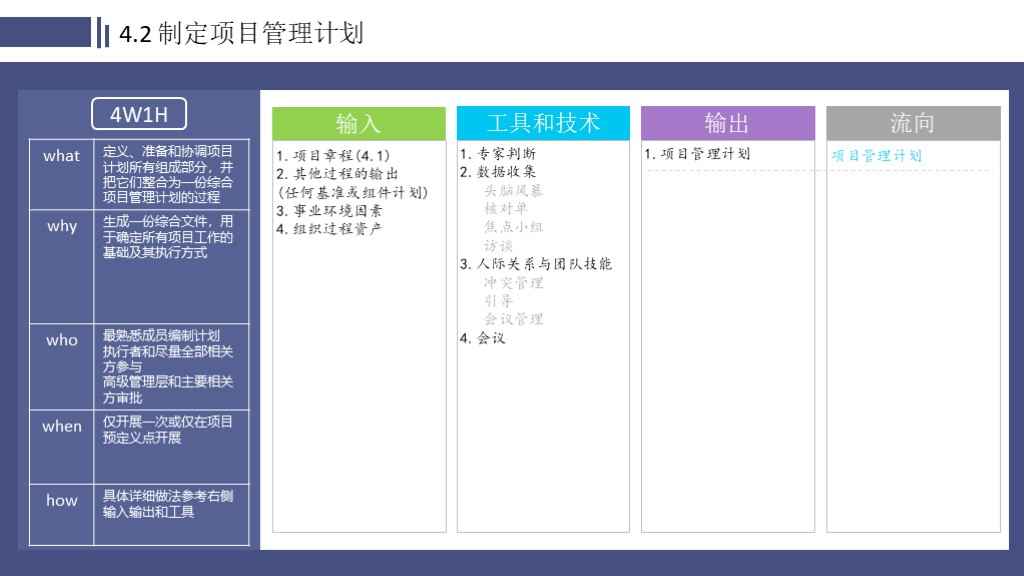 4.2 制定项目管理计划
4W1H
what
定义、准备和协调项目
计划所有组成部分，并
把它们整合为一份综合
项目管理计划的过程
why
生成一份综合文件，用
于确定所有项目工作的
基础及其执行方式
who
最熟悉成员编制计划
执行者和尽量全部相关
方参与
高级管理层和主要相关
方审批
when
仅开展一次或仅在项目
预定义点开展
how
具体详细做法参考右侧
输入输出和工具
输入
1. 项目章程(4.1)
2. 其他过程的输出
(任何基准或组件计划)
3. 事业环境因素
4. 组织过程资产
工具和技术
1. 专家判断
2. 数据收集
头脑风暴
核对单
焦点小组
访谈
3. 人际关系与团队技能
冲突管理
引导
会议管理
4. 会议
输出
1. 项目管理计划
流向
项目管理计划